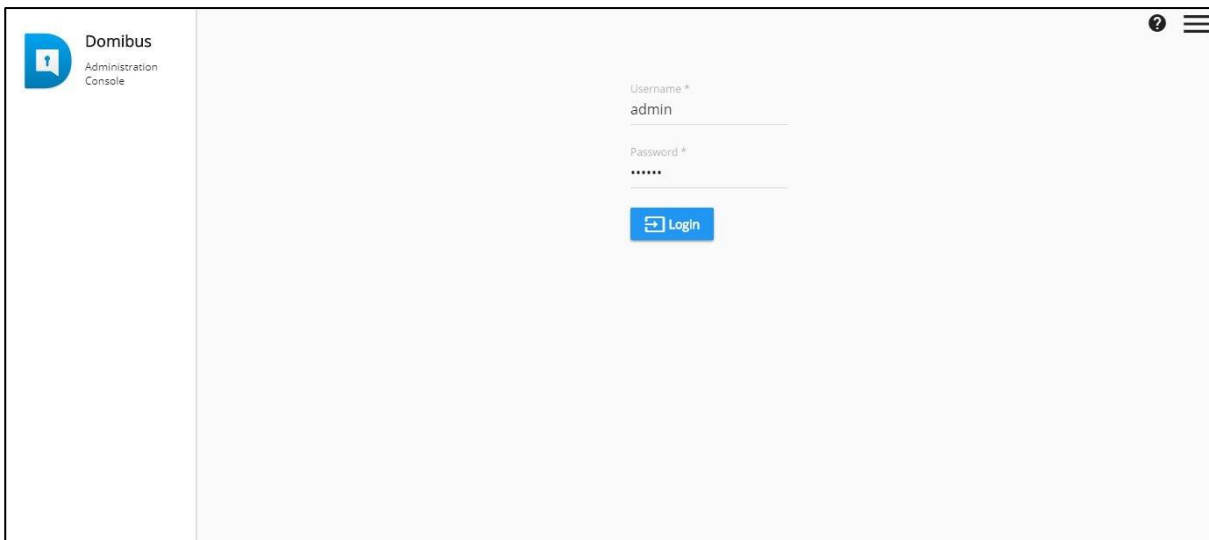 Domibus
Administration
Console
?
Username *
admin
Password *
••••••
Login